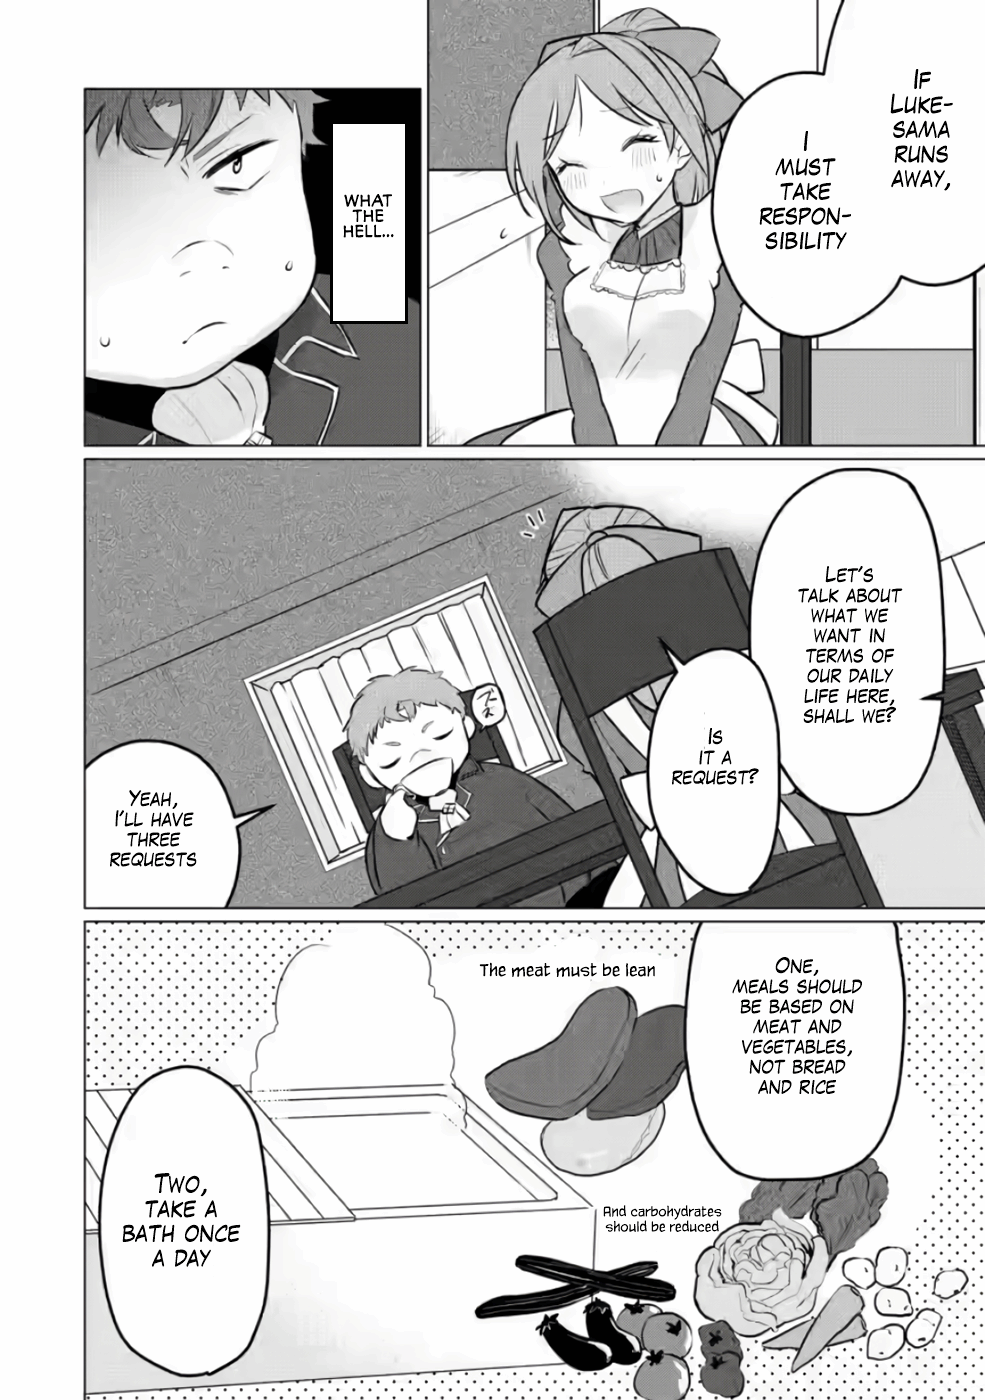 IF
LUKE-
SAMA
RUNS
AWAY,
I
MUST
TAKE
RESPON-
SIBILITY
WHAT
THE
HELL...
LET'S
TALK ABOUT
WHAT WE
WANT IN
TERMS OF
OUR DAILY
LIFE HERE,
SHALL WE?
IS
IT A
REQUEST?
YEAH,
I'LL HAVE
THREE
REQUESTS
ONE,
MEALS SHOULD
BE BASED ON
MEAT AND
VEGETABLES,
NOT BREAD
AND RICE
The meat must be lean
And carbohydrates
should be reduced
TWO,
TAKE A
BATH ONCE
A DAY